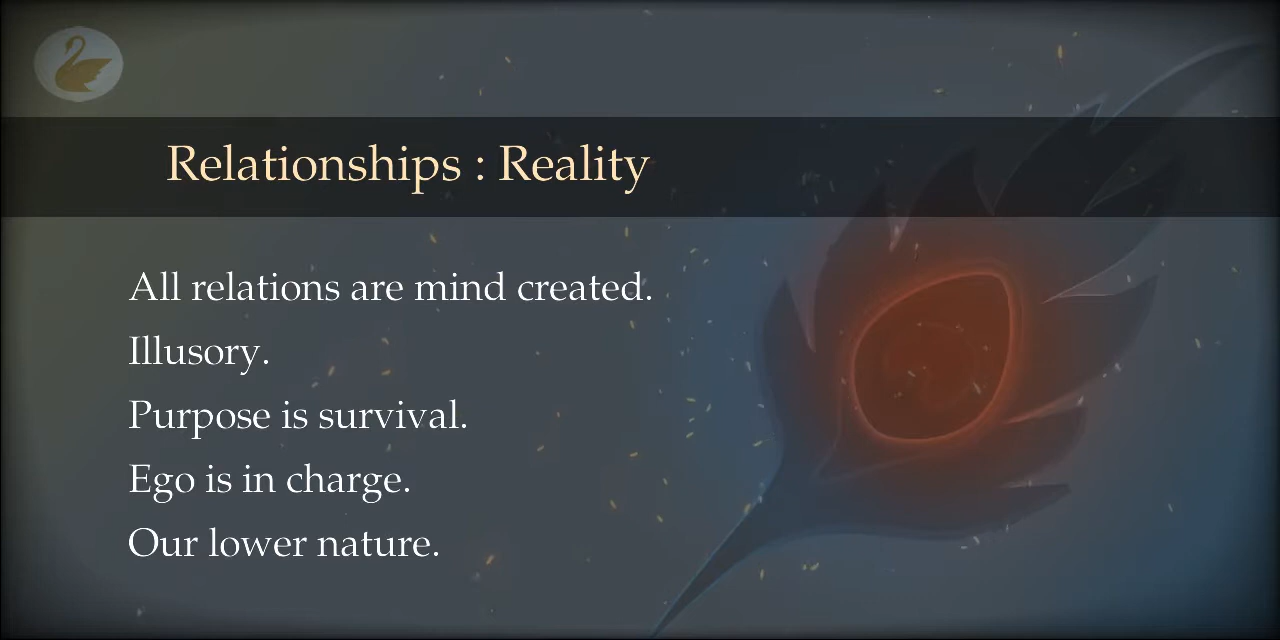 Relationships : Reality
All relations are mind created.
Illusory.
Purpose is survival.
Ego is in charge.
Our lower nature.